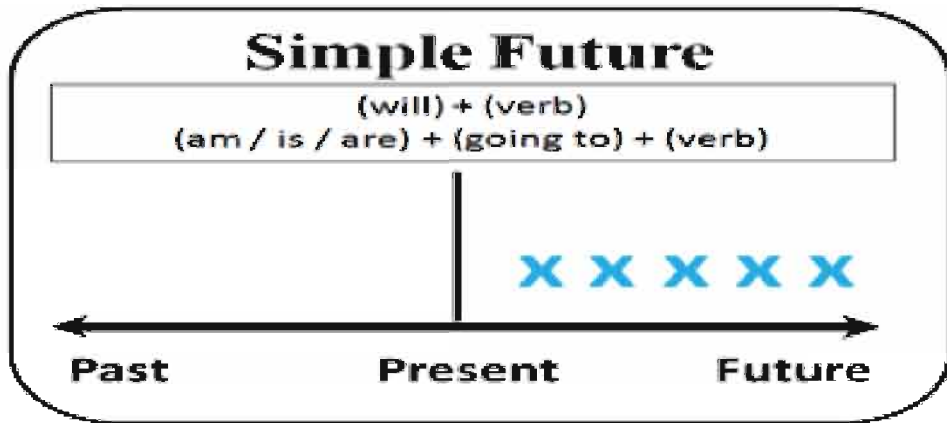 Simple Future
(will) + (verb)
(am / is / are) + (going to) + (verb)
X X X X X
Past Present Future